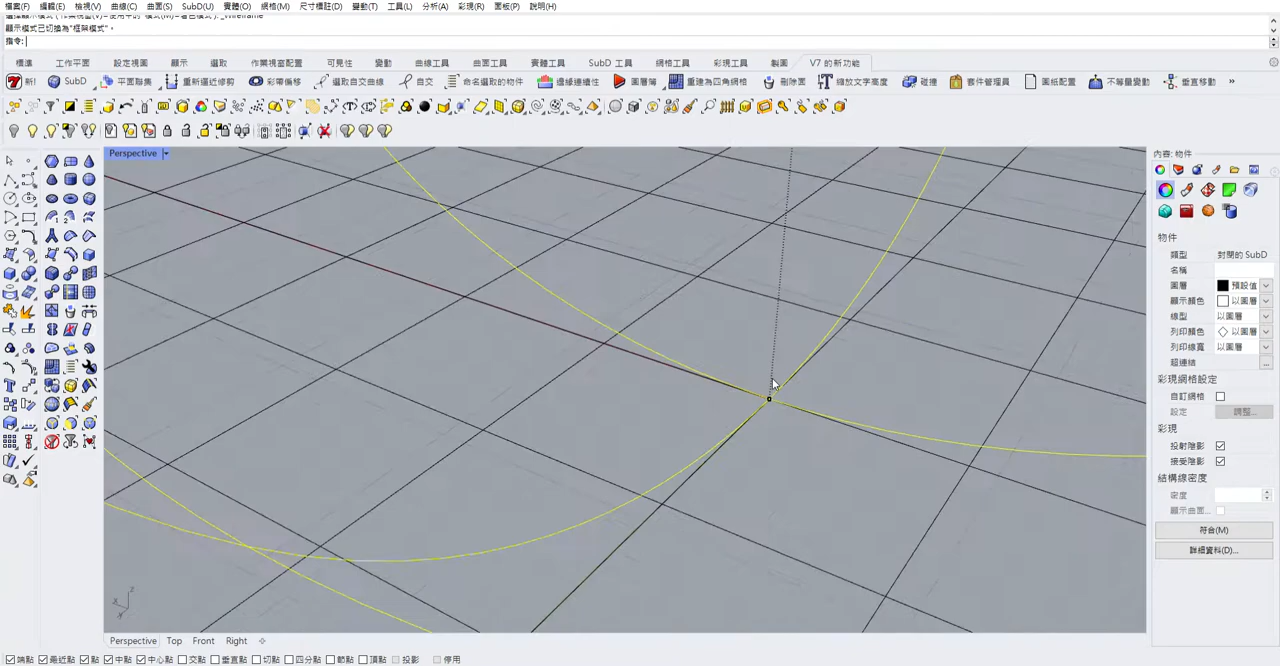 檔案(F) 編輯(E) 檢視(V) 曲線(C) 曲面(S) SubD(U) 實體(O) 網格(M) 尺寸標註(D) 變動(T) 工具(L) 分析(A) 彩現(R) 面板(P) 說明(H)
顯示模式已切換為"框架模式"。
指令:
標準 工作平面 設定視圖 顯示 選取 作業視窗配置 可見性 變動 曲線工具 曲面工具 實體工具 SubD 工具 網格工具 彩現工具 製圖 V7 的新功能
新! SubD 平面聯集 重新逼近修剪 彩帶偏移 選取自交曲線 自交 命名選取的物件 邊緣連續性 圖層簿 重建為四角網格 刪除面 縮放文字高度 碰撞 套件管理員 圖紙配置 不等量變動 垂直移動 »
Perspective
內容: 物件
物件
類型 封閉的 SubD
名稱
圖層 預設值
顯示顏色 以圖層
線型 以圖層
列印顏色 以圖層
列印線寬 以圖層
超連結 ...
彩現網格設定
自訂網格
設定 調整...
彩現
投射陰影
接受陰影
結構線密度
密度
顯示曲面...
符合(M)
詳細資料(D)...
z
x
y
Perspective Top Front Right
端點 最近點 點 中點 中心點 交點 垂直點 切點 四分點 節點 頂點 投影 停用